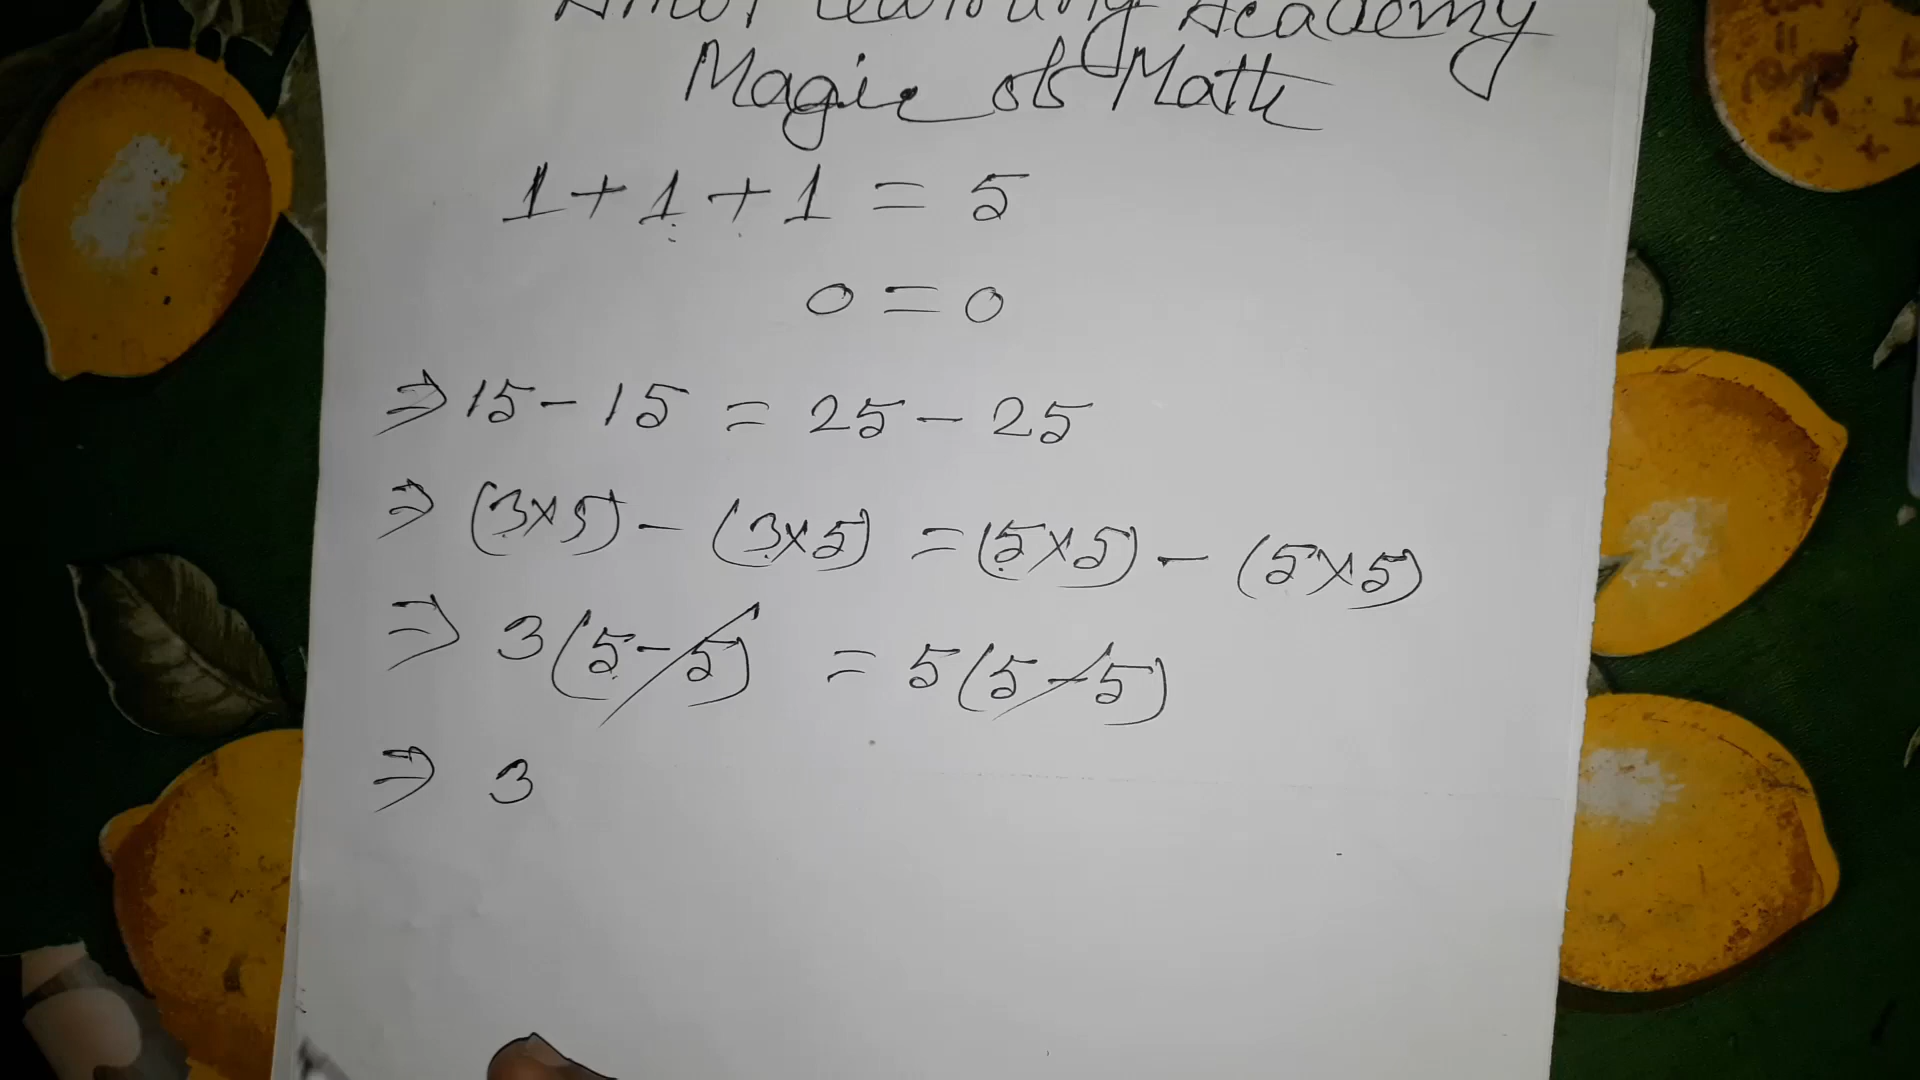 Academy
Magic of Math
1+1+1 = 5
0 = 0
⇒ 15 - 15 = 25 - 25
⇒ (3×5) - (3×5) = (5×5) - (5×5)
⇒ 3(5-5) = 5(5-5)
⇒ 3